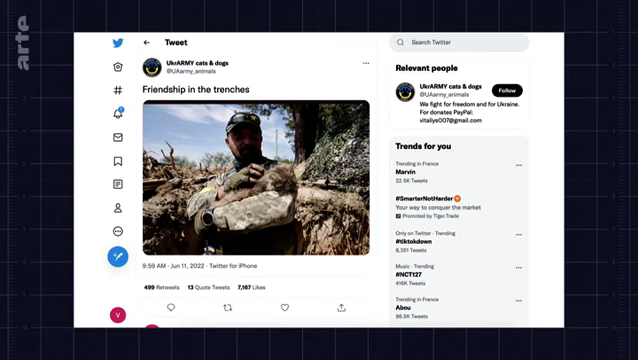 arte
Tweet
UkrARMY cats & dogs
@UAarmy_animals
Friendship in the trenches
9:59 AM · Jun 11, 2022 · Twitter for iPhone
499 Retweets 13 Quote Tweets 7,167 Likes
V
Search Twitter
Relevant people
UkrARMY cats & dogs
@UAarmy_animals
Follow
We fight for freedom and for Ukraine.
For donates PayPal:
vitaliys007@gmail.com
Trends for you
Trending in France
Marvin
22.5K Tweets
#SmarterNotHarder
Your way to conquer the market
Promoted by Tiger.Trade
Only on Twitter · Trending
#tiktokdown
8,351 Tweets
Music · Trending
#NCT127
416K Tweets
Trending in France
Abou
96.5K Tweets